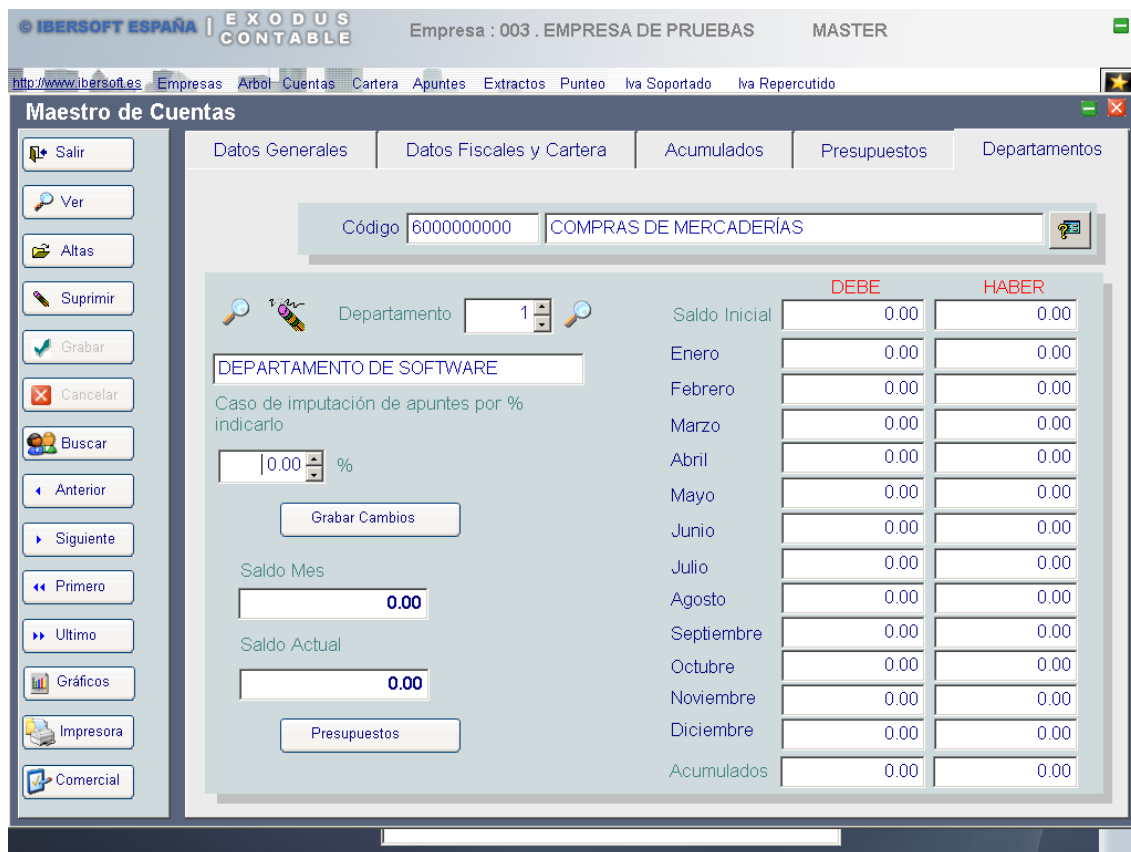 © IBERSOFT ESPAÑA | EXODUS CONTABLE Empresa : 003 . EMPRESA DE PRUEBAS MASTER
http://www.ibersoft.es Empresas Arbol Cuentas Cartera Apuntes Extractos Punteo Iva Soportado Iva Repercutido
Maestro de Cuentas
Salir
Ver
Altas
Suprimir
Grabar
Cancelar
Buscar
Anterior
Siguiente
Primero
Ultimo
Gráficos
Impresora
Comercial
Datos Generales Datos Fiscales y Cartera Acumulados Presupuestos Departamentos
Código 6000000000 COMPRAS DE MERCADERÍAS
Departamento 1
DEPARTAMENTO DE SOFTWARE
Caso de imputación de apuntes por %
indicarlo
0.00 %
Grabar Cambios
Saldo Mes
0.00
Saldo Actual
0.00
Presupuestos
DEBE HABER
Saldo Inicial 0.00 0.00
Enero 0.00 0.00
Febrero 0.00 0.00
Marzo 0.00 0.00
Abril 0.00 0.00
Mayo 0.00 0.00
Junio 0.00 0.00
Julio 0.00 0.00
Agosto 0.00 0.00
Septiembre 0.00 0.00
Octubre 0.00 0.00
Noviembre 0.00 0.00
Diciembre 0.00 0.00
Acumulados 0.00 0.00